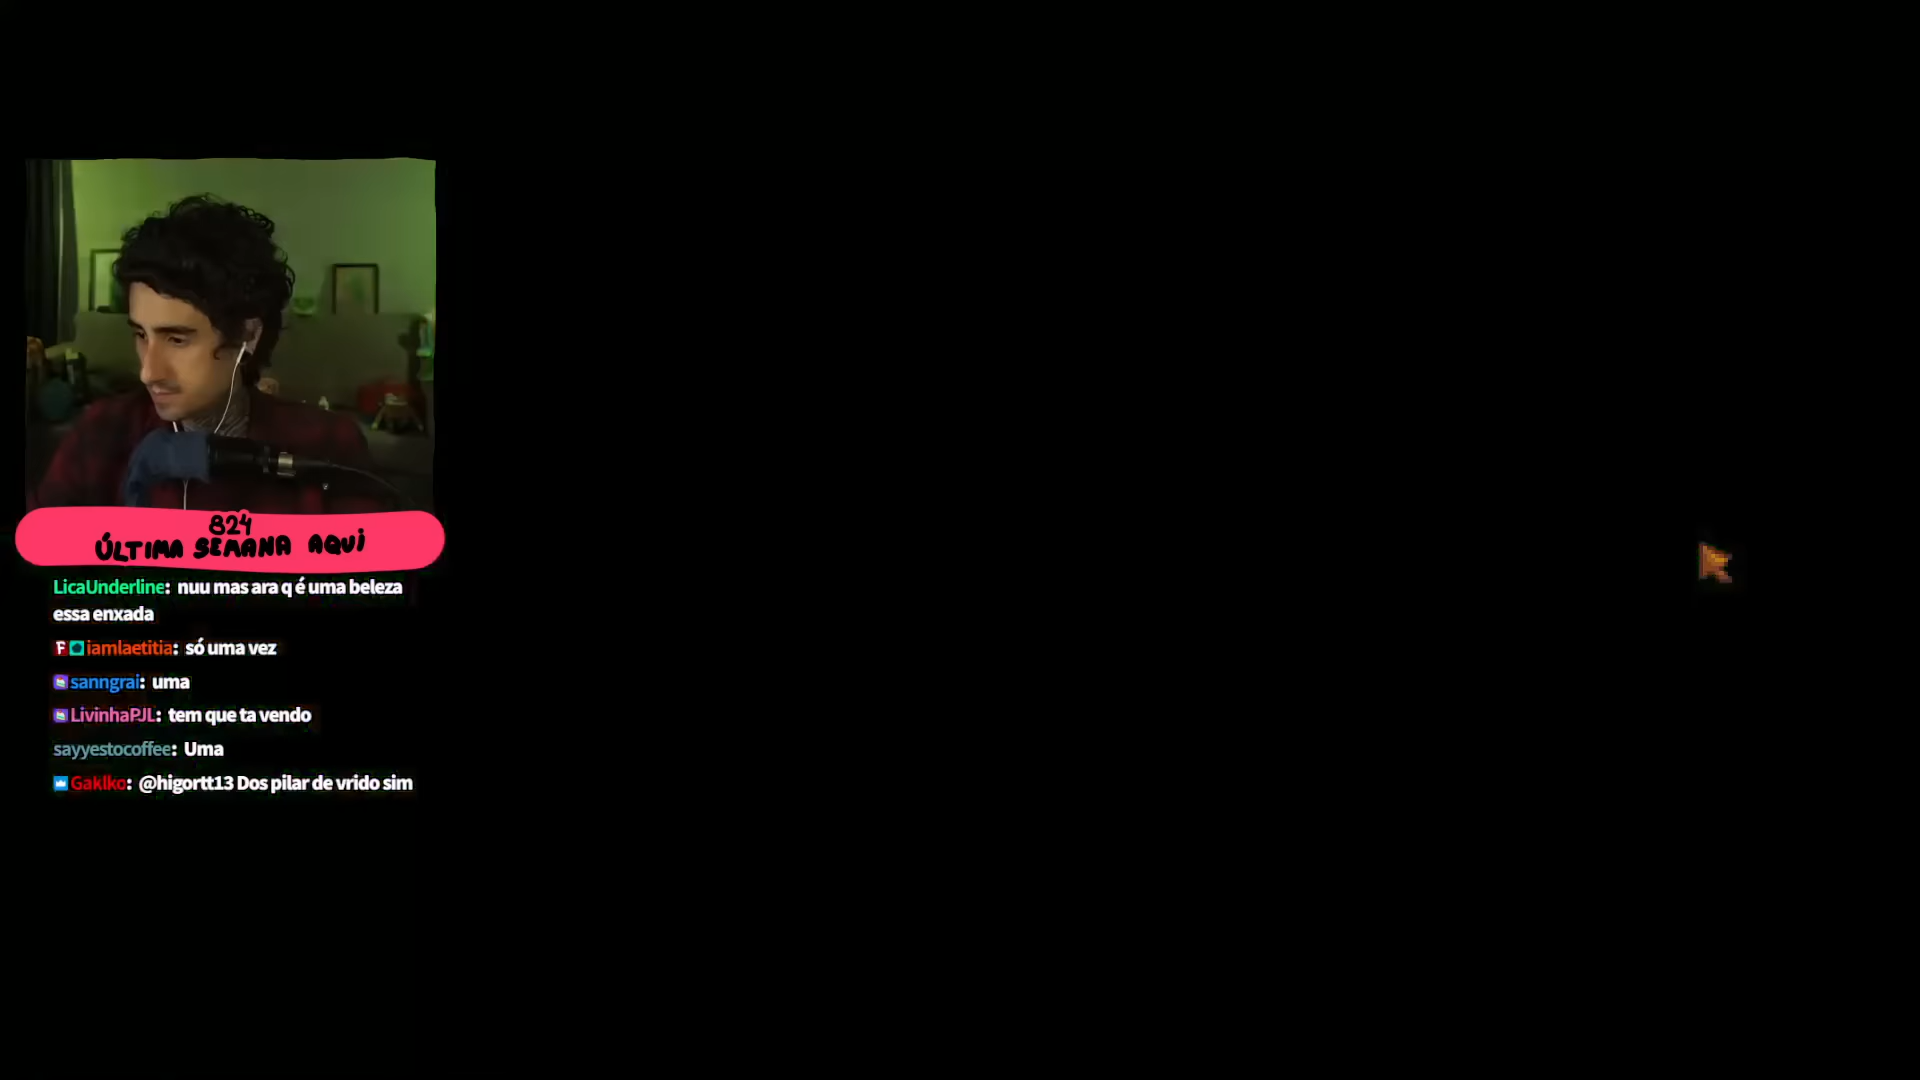 824
ÚLTIMA SEMANA AQUI
LicaUnderline: nuu mas ara q é uma beleza
essa enxada
F iamlaetitia: só uma vez
sanngrai: uma
LivinhaPJL: tem que ta vendo
sayyestocoffee: Uma
Gaklko: @higortt13 Dos pilar de vrido sim